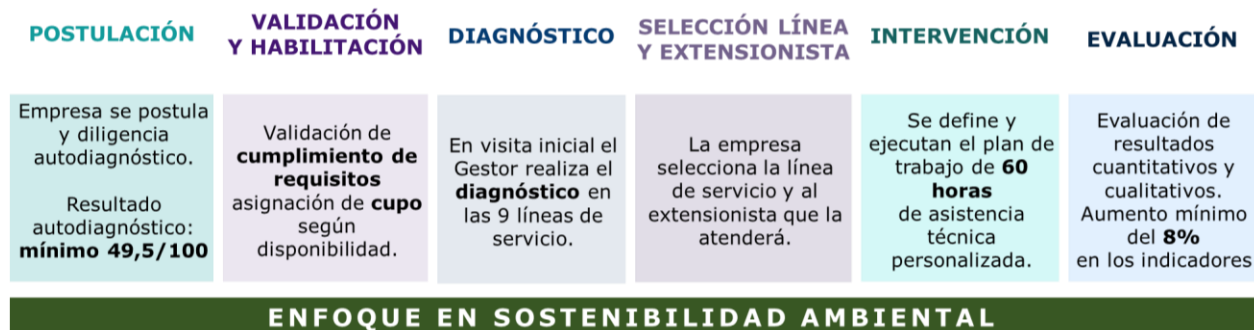 POSTULACIÓN
Empresa se postula
y diligencia
autodiagnóstico.
Resultado
autodiagnóstico:
mínimo 49,5/100
VALIDACIÓN
Y HABILITACIÓN
Validación de
cumplimiento de
requisitos
asignación de cupo
según
disponibilidad.
DIAGNÓSTICO
En visita inicial el
Gestor realiza el
diagnóstico en
las 9 líneas de
servicio.
SELECCIÓN LÍNEA
Y EXTENSIONISTA
La empresa
selecciona la línea
de servicio y al
extensionista que la
atenderá.
INTERVENCIÓN
Se define y
ejecutan el plan de
trabajo de 60
horas
de asistencia
técnica
personalizada.
EVALUACIÓN
Evaluación de
resultados
cuantitativos y
cualitativos.
Aumento mínimo
del 8%
en los indicadores
ENFOQUE EN SOSTENIBILIDAD AMBIENTAL